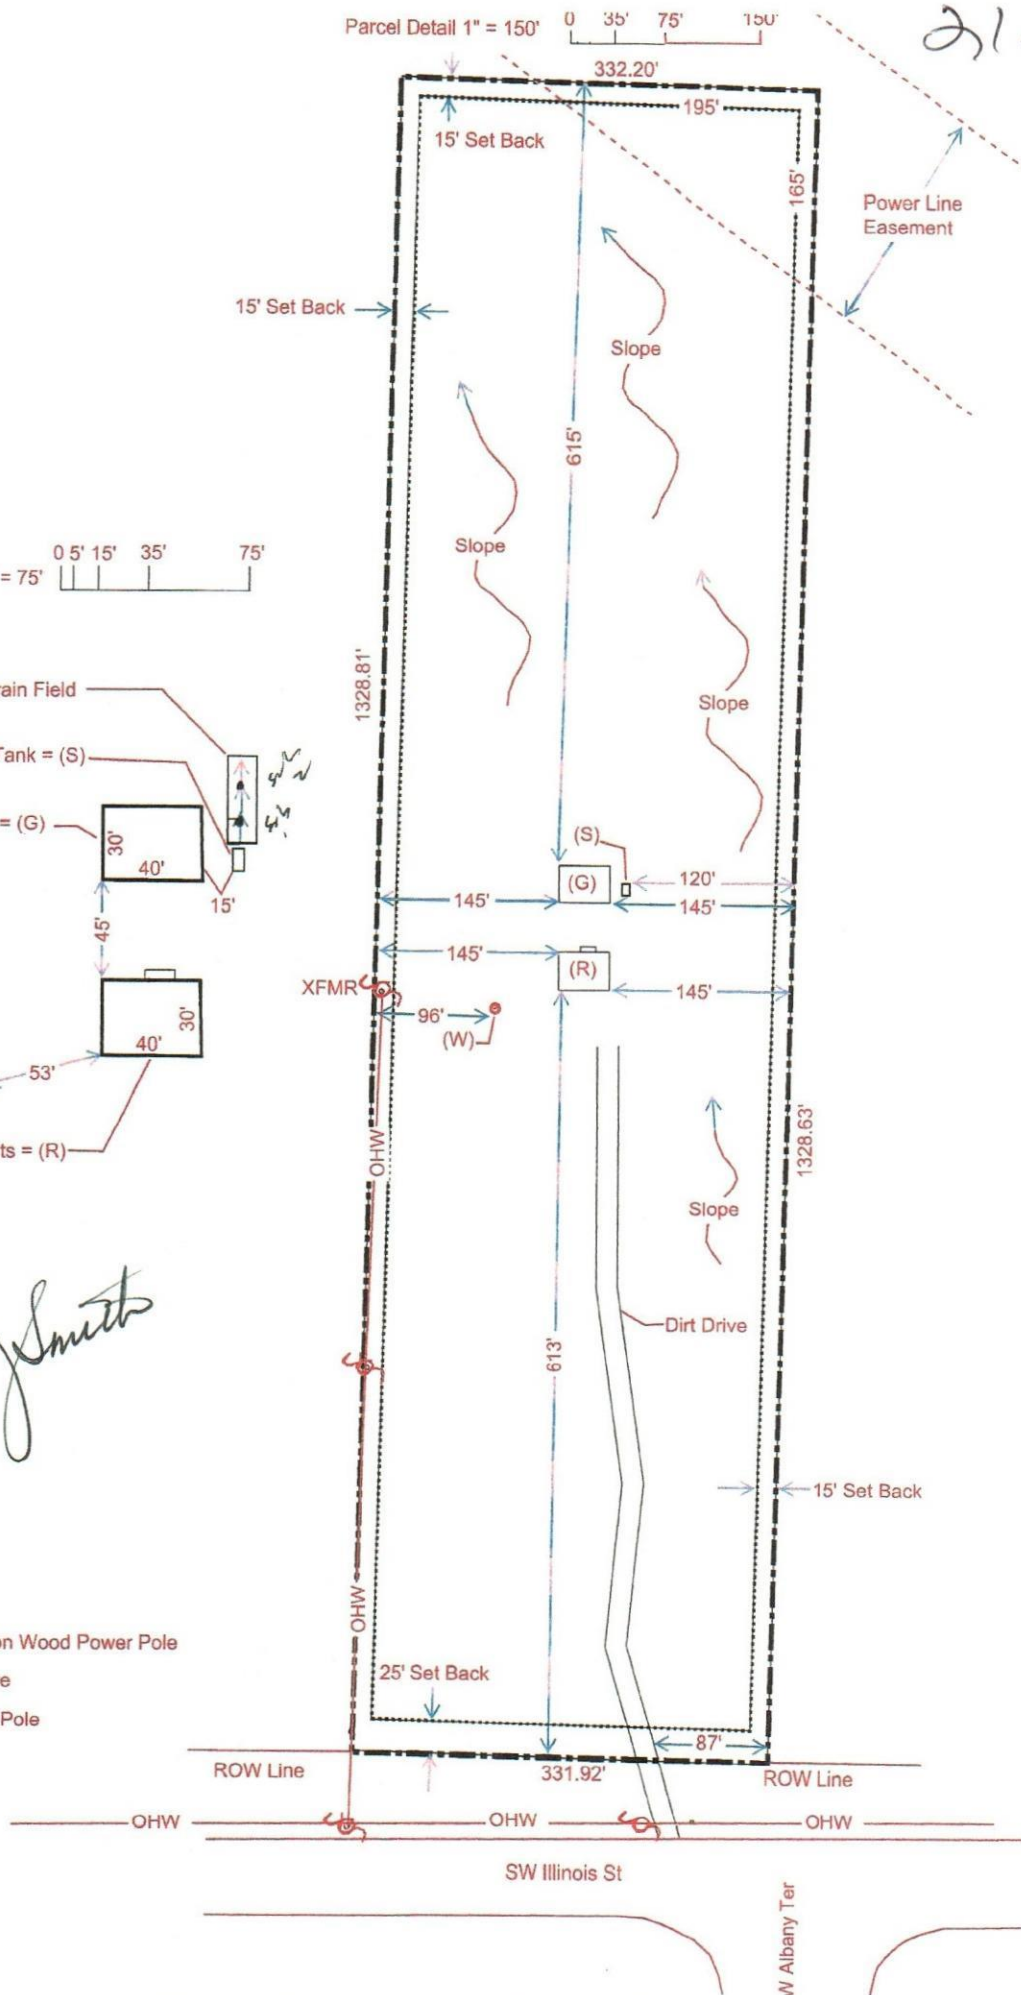 21
Parcel Detail 1" = 150'
0 35' 75' 150'
332.20'
195'
15' Set Back
165'
Power Line
Easement
15' Set Back
Slope
615'
Slope
0 5' 15' 35' 75'
= 75'
1328.81'
ain Field
Slope
Tank = (S)
= (G)
30'
40'
15'
(S)
(G)
120'
145'
145'
45'
145'
(R)
145'
XFMR
96'
(W)
30'
40'
53'
1328.63'
OHW
ts = (R)
Slope
Smith
Dirt Drive
613'
15' Set Back
OHW
on Wood Power Pole
25' Set Back
e
Pole
87'
ROW Line
331.92'
ROW Line
OHW
OHW
OHW
SW Illinois St
W Albany Ter